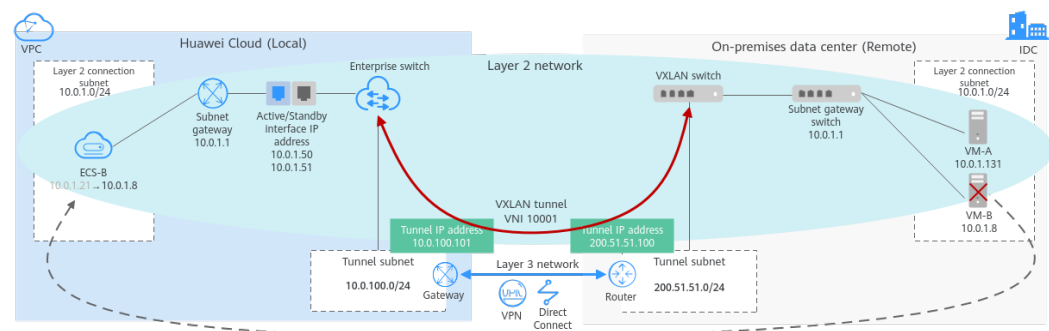 VPC
Huawei Cloud (Local)
On-premises data center (Remote)
IDC
Layer 2 connection
subnet
10.0.1.0/24
Enterprise switch
Layer 2 network
VXLAN switch
Layer 2 connection
subnet
10.0.1.0/24
Subnet
gateway
10.0.1.1
Active/Standby
interface IP
address
10.0.1.50
10.0.1.51
Subnet gateway
switch
10.0.1.1
VM-A
10.0.1.131
ECS-B
10.0.1.21→10.0.1.8
VM-B
10.0.1.8
VXLAN tunnel
VNI 10001
Tunnel IP address
10.0.100.101
Tunnel IP address
200.51.51.100
Tunnel subnet
10.0.100.0/24
Gateway
Layer 3 network
VPN
Direct
Connect
Router
Tunnel subnet
200.51.51.0/24